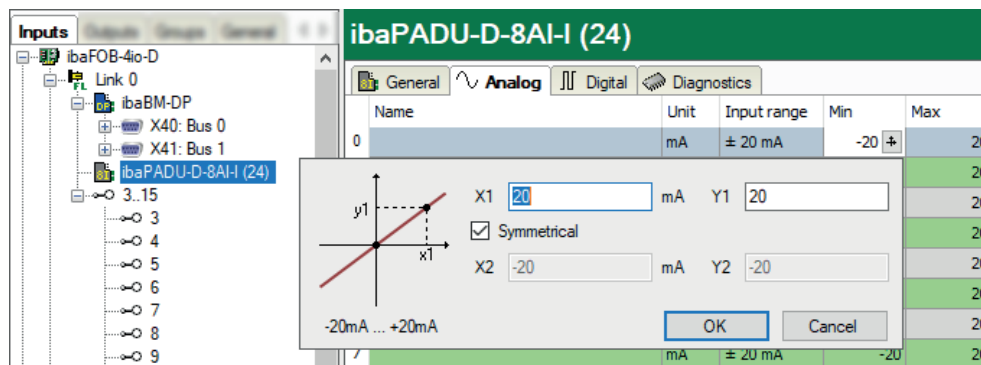 Inputs
ibaPADU-D-8AI-I (24)
ibaFOB-4io-D
Link 0
ibaBM-DP
X40: Bus 0
X41: Bus 1
ibaPADU-D-8AI-I (24)
3..15
3
4
5
6
7
8
9
General Analog Digital Diagnostics
Name Unit Input range Min Max
0 mA ± 20 mA -20
y1
x1
-20mA ... +20mA
X1 20 mA Y1 20
Symmetrical
X2 -20 mA Y2 -20
OK Cancel
7 mA ± 20 mA -20